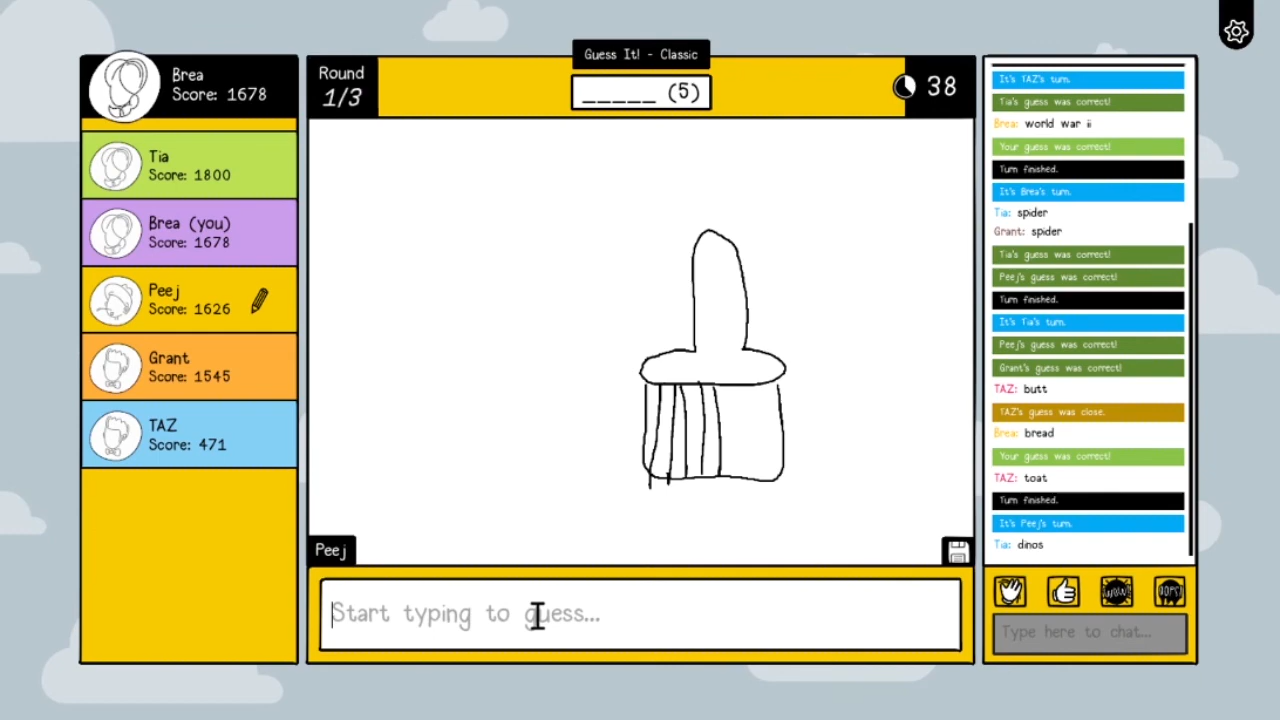 Brea
Score: 1678
Tia
Score: 1800
Brea (you)
Score: 1678
Peej
Score: 1626
Grant
Score: 1545
TAZ
Score: 471
Round
1/3
Guess It! - Classic
_____ (5)
38
Peej
Start typing to guess...
It's TAZ's turn.
Tia's guess was correct!
Brea: world war ii
Your guess was correct!
Turn finished.
It's Brea's turn.
Tia: spider
Grant: spider
Tia's guess was correct!
Peej's guess was correct!
Turn finished.
It's Tia's turn.
Peej's guess was correct!
Grant's guess was correct!
TAZ: butt
TAZ's guess was close.
Brea: bread
Your guess was correct!
TAZ: toat
Turn finished.
It's Peej's turn.
Tia: dinos
WOW!
OOPS!
Type here to chat...